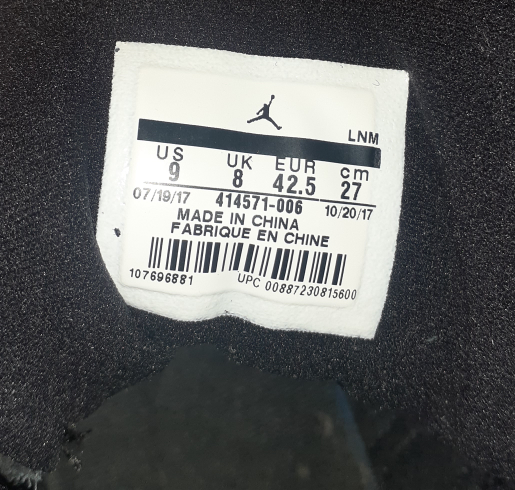 LNM
US UK EUR cm
9 8 42.5 27
07/19/17 414571-006 10/20/17
MADE IN CHINA
FABRIQUE EN CHINE
107696881 UPC 00887230815600